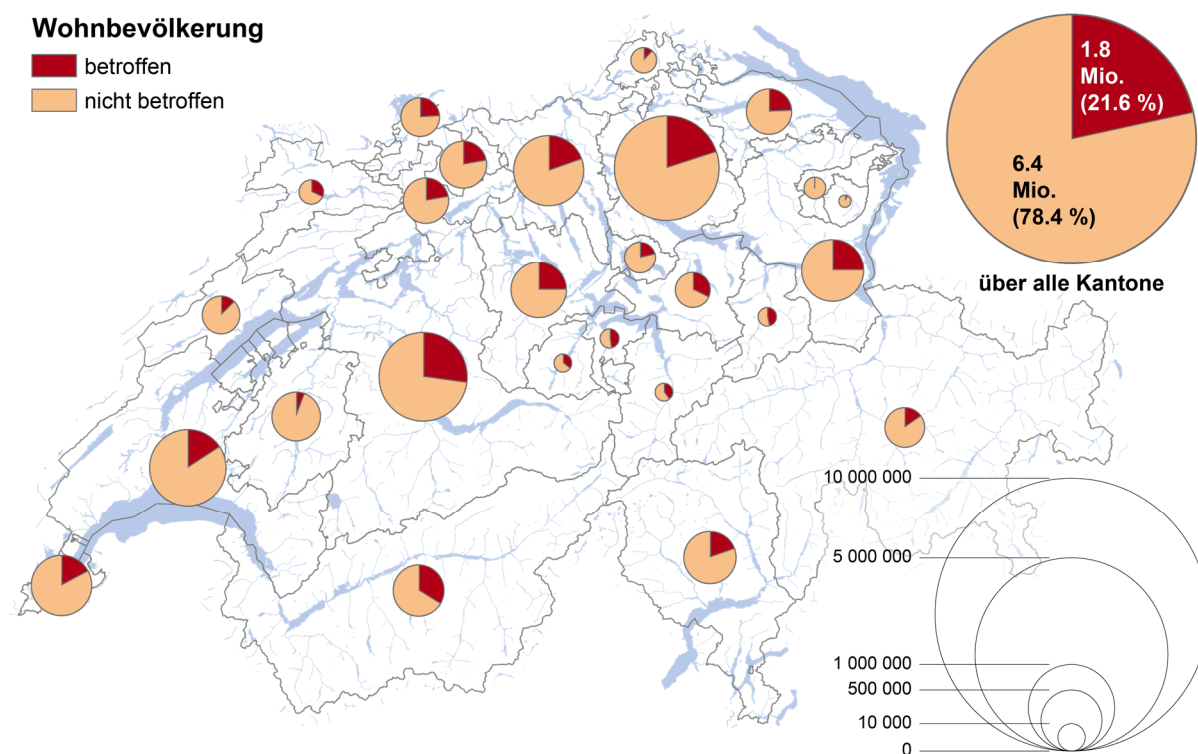 Wohnbevölkerung
betroffen
nicht betroffen
1.8
Mio.
(21.6 %)
6.4
Mio.
(78.4 %)
über alle Kantone
10 000 000
5 000 000
1 000 000
500 000
10 000
0